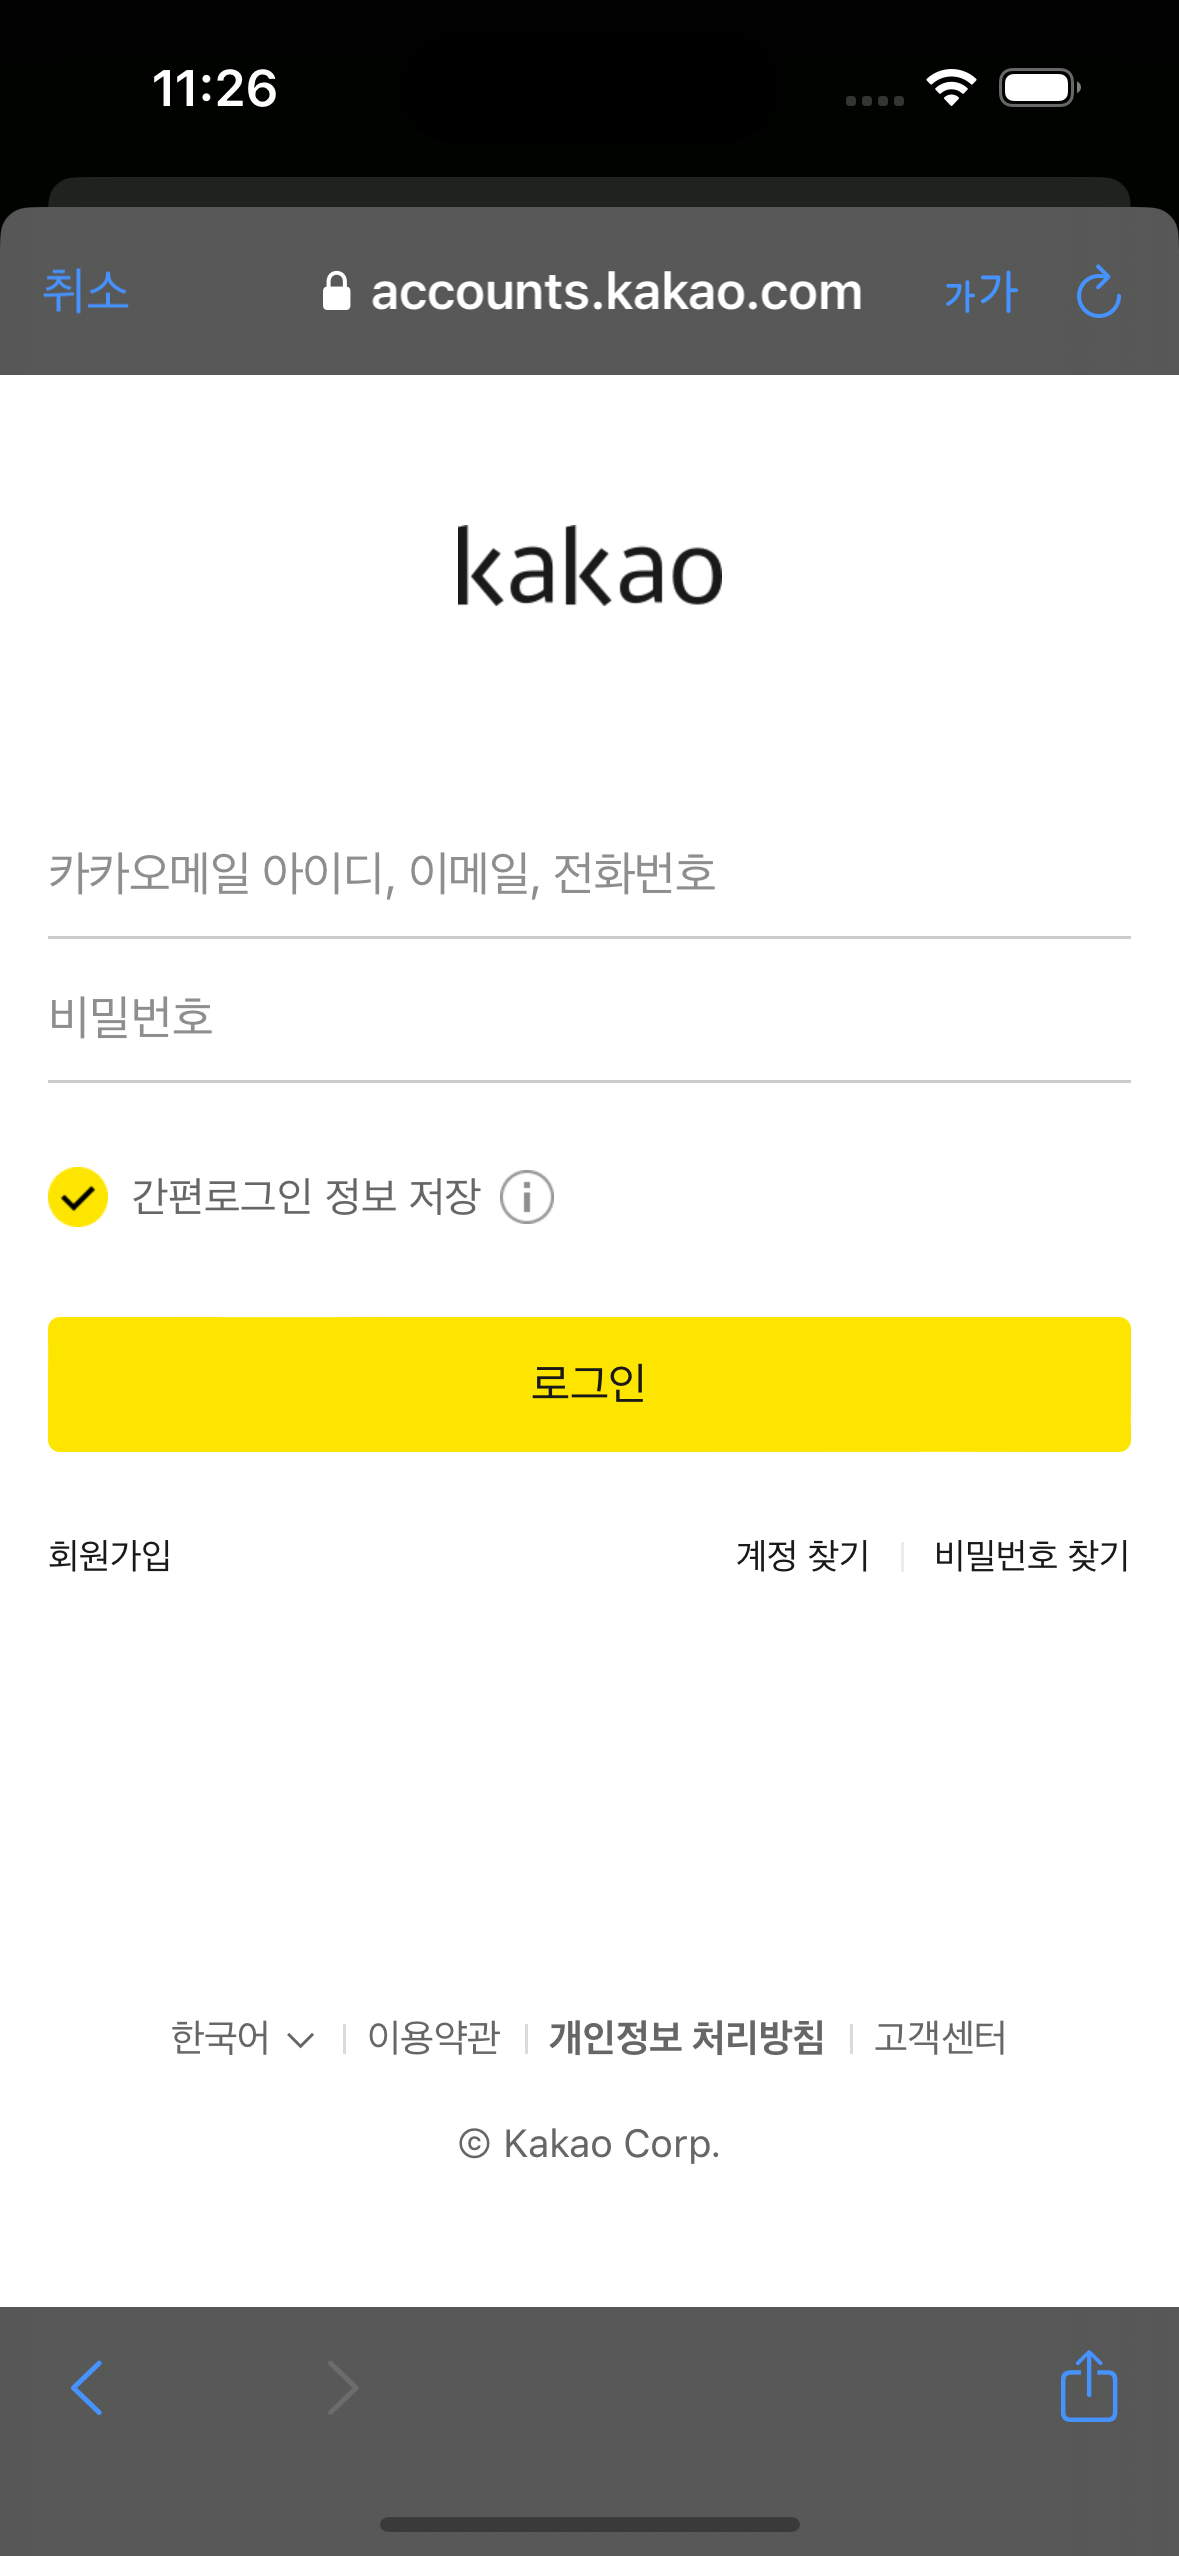 11:26
취소 accounts.kakao.com 가가
kakao
카카오메일 아이디, 이메일, 전화번호
비밀번호
간편로그인 정보 저장
로그인
회원가입 계정 찾기 비밀번호 찾기
한국어 이용약관 개인정보 처리방침 고객센터
© Kakao Corp.